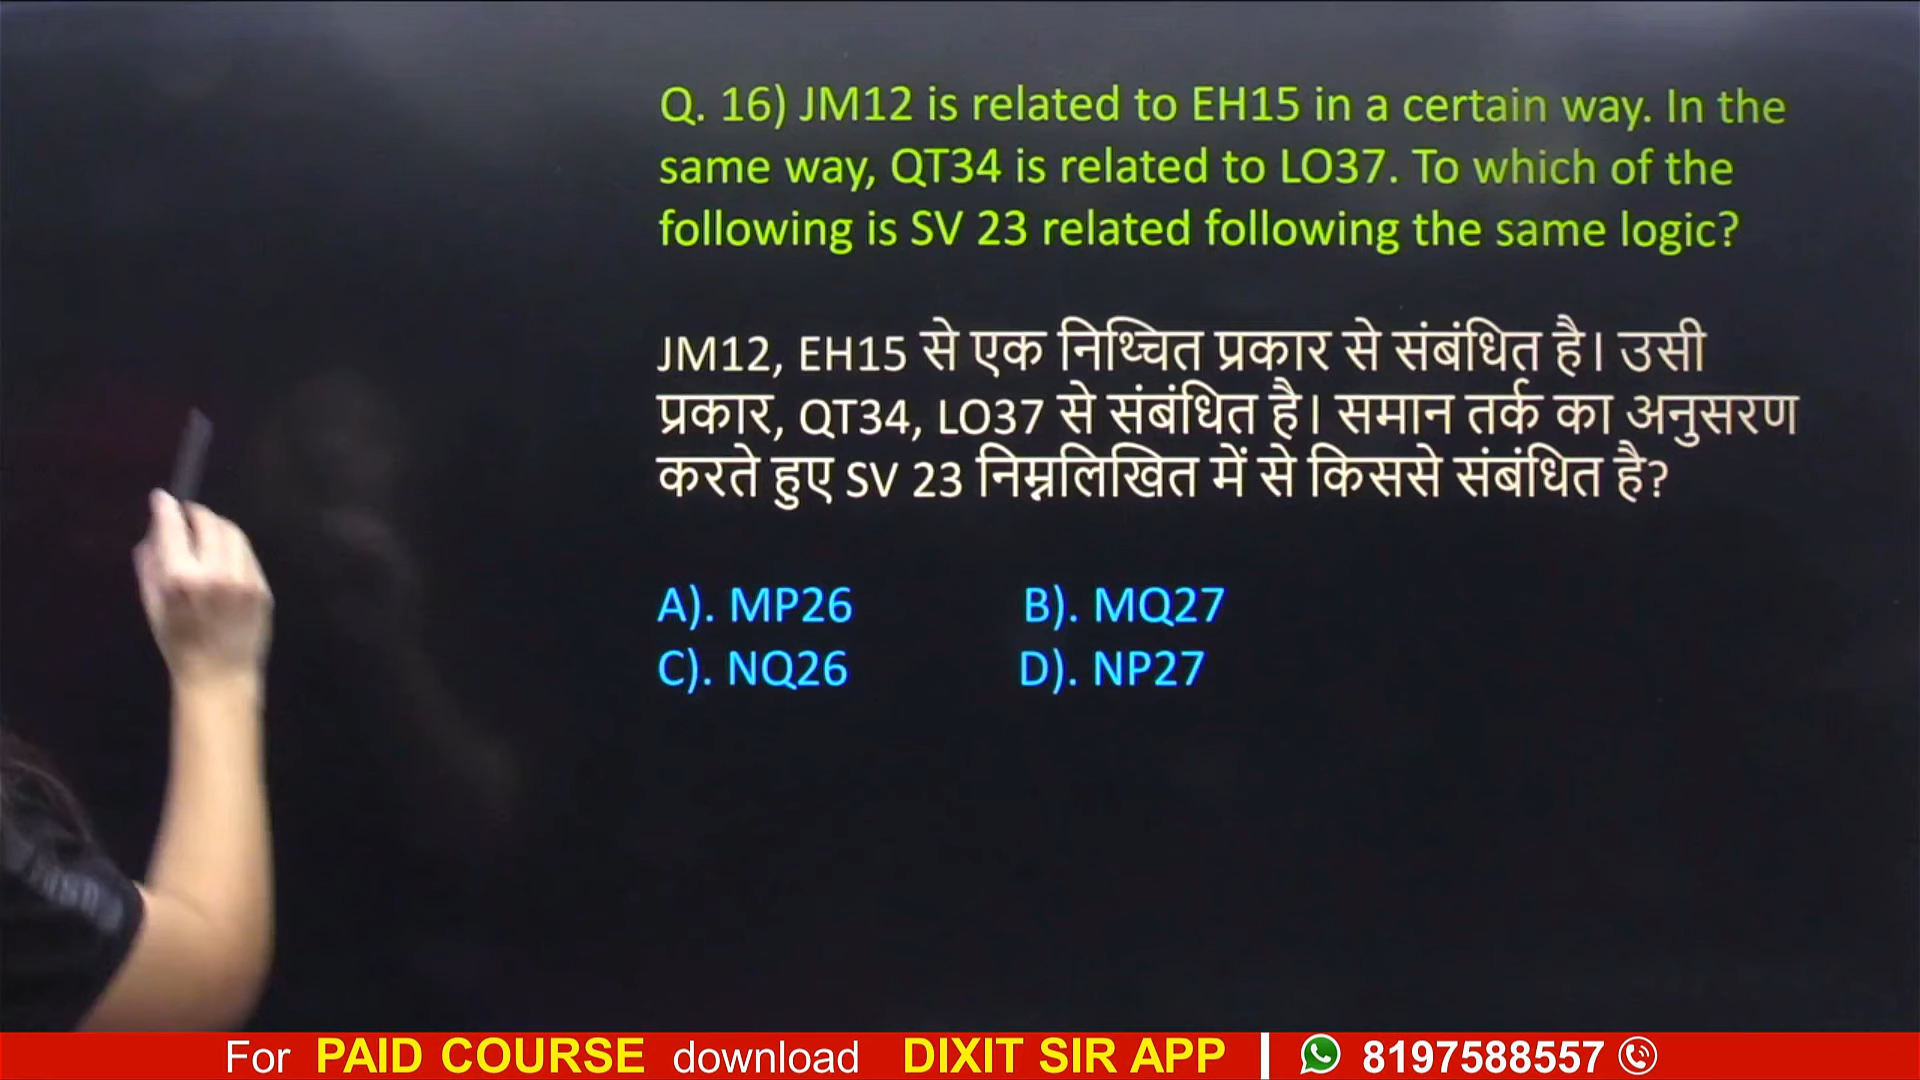 Q. 16) JM12 is related to EH15 in a certain way. In the
same way, QT34 is related to LO37. To which of the
following is SV 23 related following the same logic?
JM12, EH15 से एक निश्चित प्रकार से संबंधित है। उसी
प्रकार, QT34, LO37 से संबंधित है। समान तर्क का अनुसरण
करते हुए SV 23 निम्नलिखित में से किससे संबंधित है?
A). MP26 B). MQ27
C). NQ26 D). NP27
For PAID COURSE download DIXIT SIR APP | 8197588557